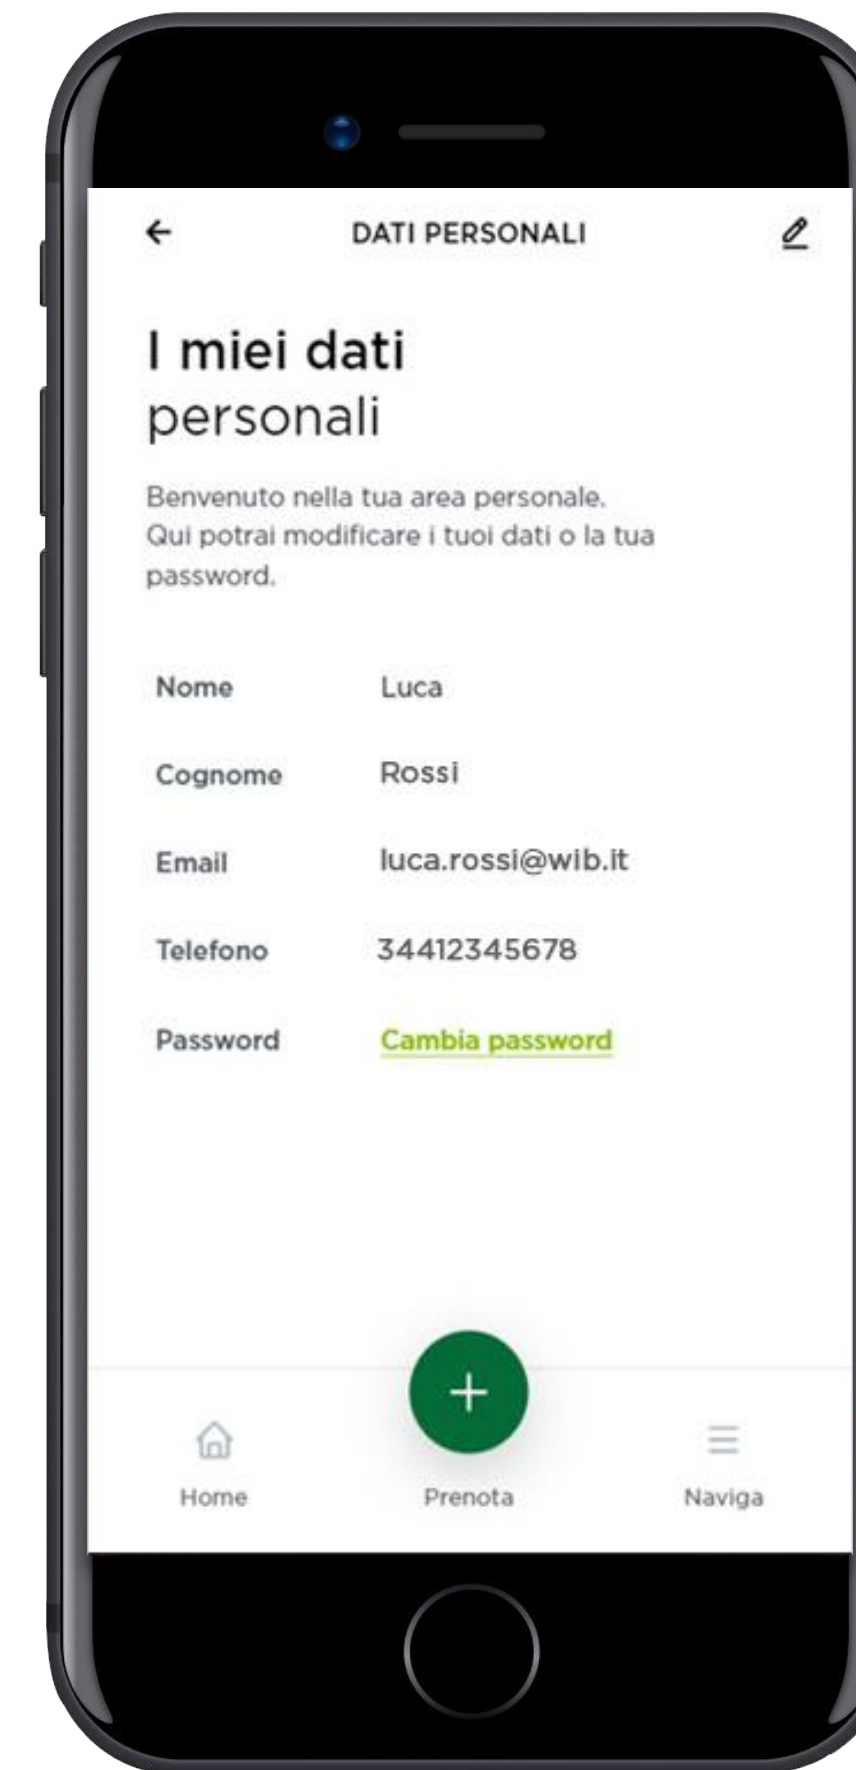 DATI PERSONALI
I miei dati
personali
Benvenuto nella tua area personale.
Qui potrai modificare i tuoi dati o la tua
password.
Nome Luca
Cognome Rossi
Email luca.rossi@wib.it
Telefono 34412345678
Password Cambia password
Home Prenota Naviga